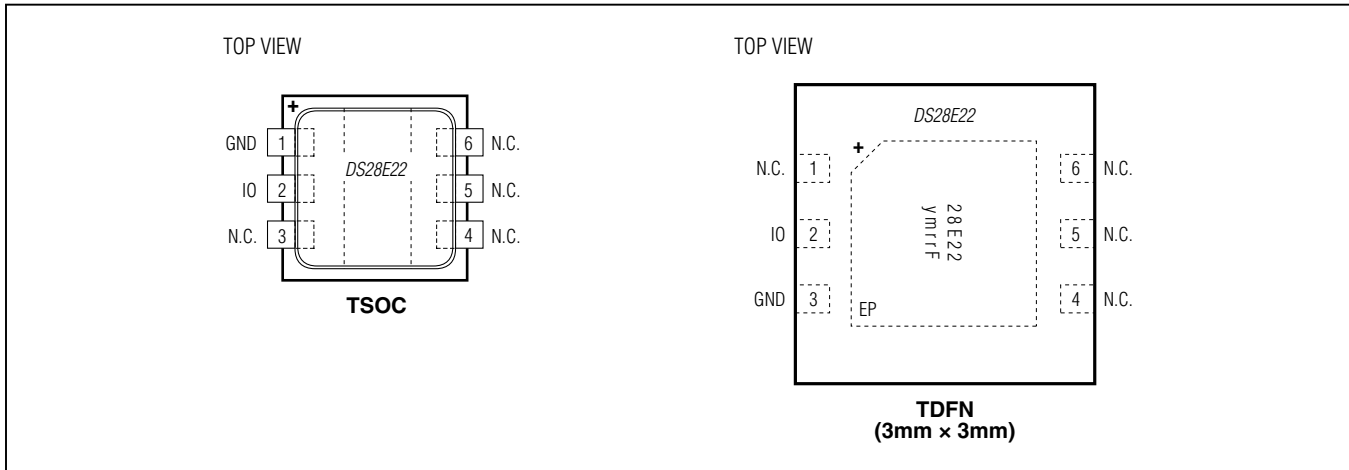 TOP VIEW
+
GND 1
6 N.C.
DS28E22
IO 2
5 N.C.
N.C. 3
4 N.C.
TSOC
TOP VIEW
DS28E22
+
N.C. 1
6 N.C.
28E22
ymrrF
IO 2
5 N.C.
GND 3
4 N.C.
EP
TDFN
(3mm × 3mm)